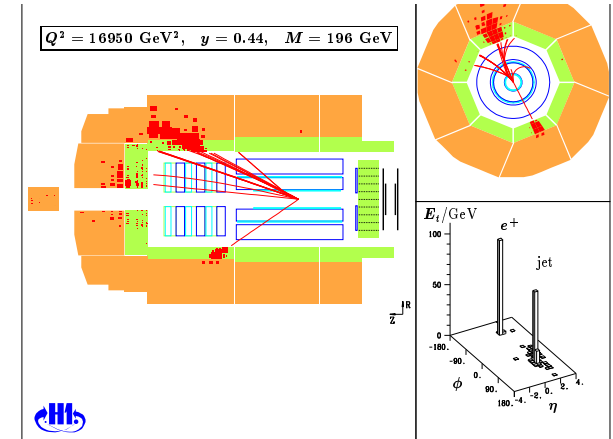 Q² = 16950 GeV², y = 0.44, M = 196 GeV
R
Z
H1
E_t/GeV
e⁺
jet
100
50
0
-180.
-90.
0.
90.
180.
-4.
-2.
0.
2.
4.
ϕ
η